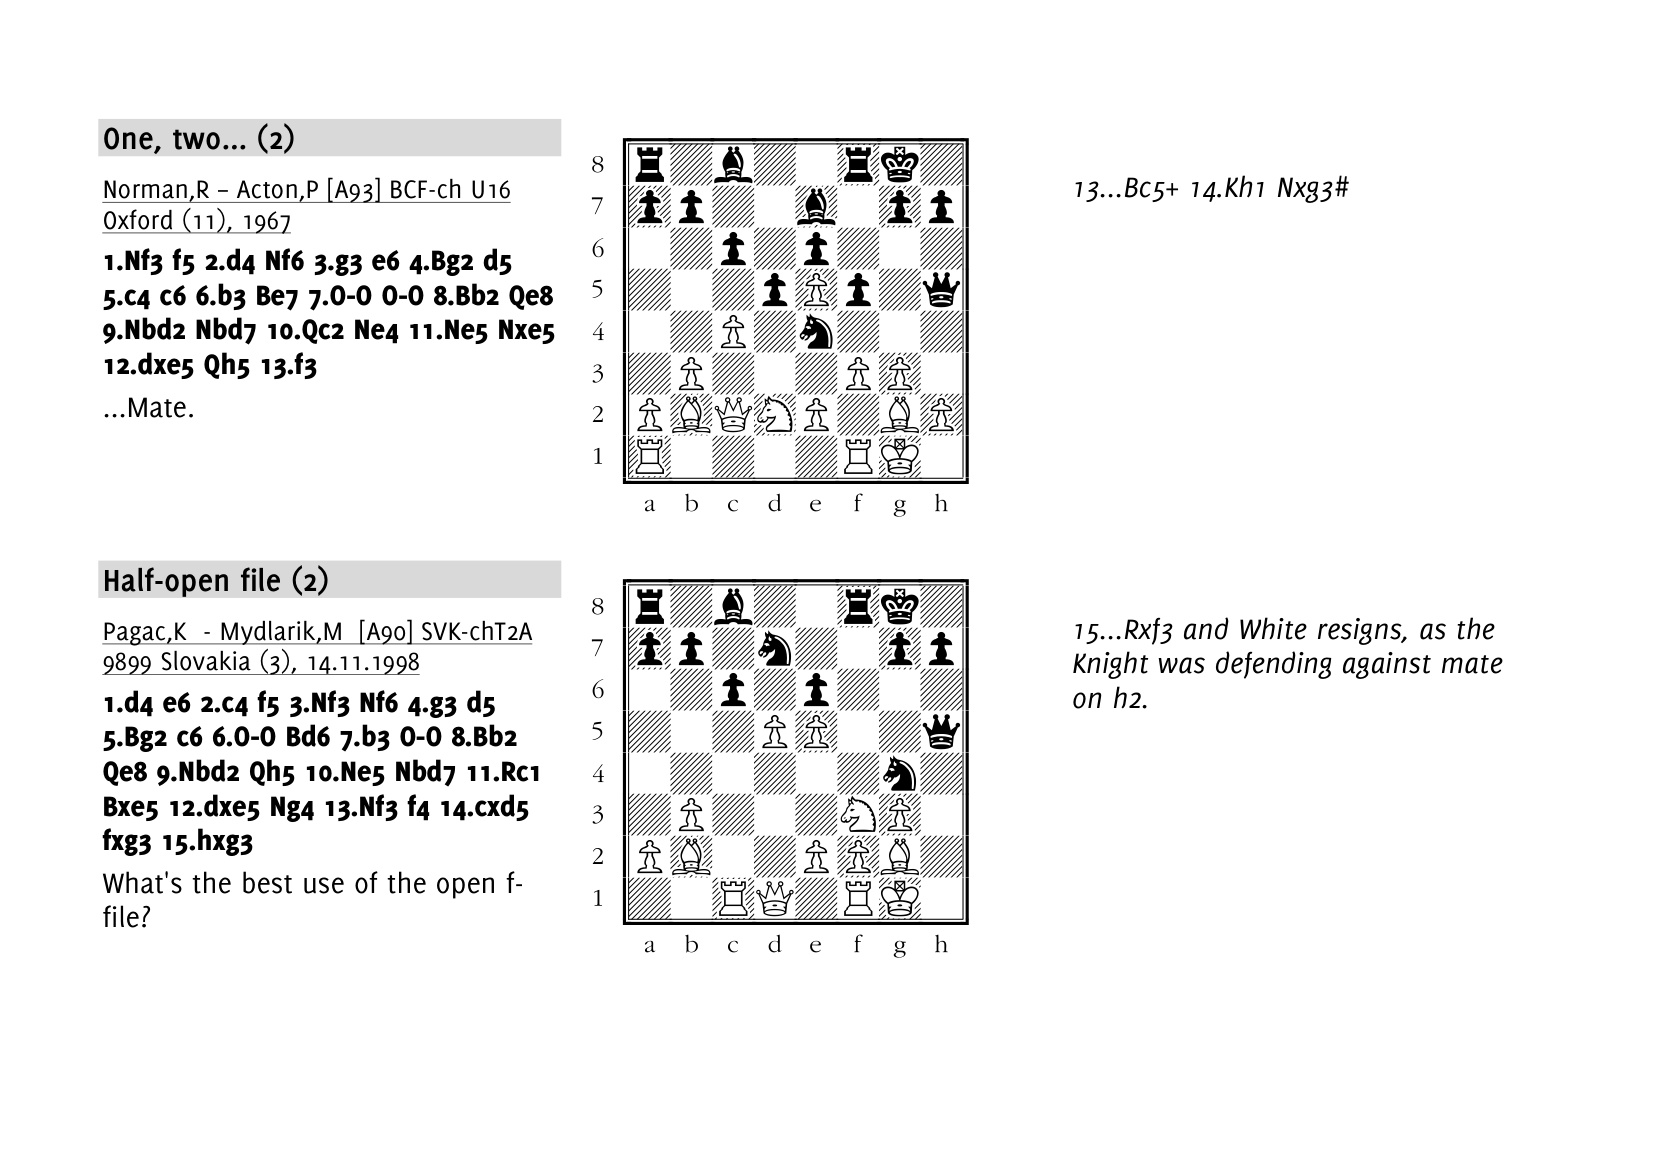 One, two... (2)
Norman,R – Acton,P [A93] BCF-ch U16
Oxford (11), 1967
1.Nf3 f5 2.d4 Nf6 3.g3 e6 4.Bg2 d5
5.c4 c6 6.b3 Be7 7.0-0 0-0 8.Bb2 Qe8
9.Nbd2 Nbd7 10.Qc2 Ne4 11.Ne5 Nxe5
12.dxe5 Qh5 13.f3
...Mate.
8
7
6
5
4
3
2
1
a b c d e f g h
13...Bc5+ 14.Kh1 Nxg3#
Half-open file (2)
Pagac,K - Mydlarik,M [A90] SVK-chT2A
9899 Slovakia (3), 14.11.1998
1.d4 e6 2.c4 f5 3.Nf3 Nf6 4.g3 d5
5.Bg2 c6 6.0-0 Bd6 7.b3 0-0 8.Bb2
Qe8 9.Nbd2 Qh5 10.Ne5 Nbd7 11.Rc1
Bxe5 12.dxe5 Ng4 13.Nf3 f4 14.cxd5
fxg3 15.hxg3
What's the best use of the open f-
file?
8
7
6
5
4
3
2
1
a b c d e f g h
15...Rxf3 and White resigns, as the
Knight was defending against mate
on h2.